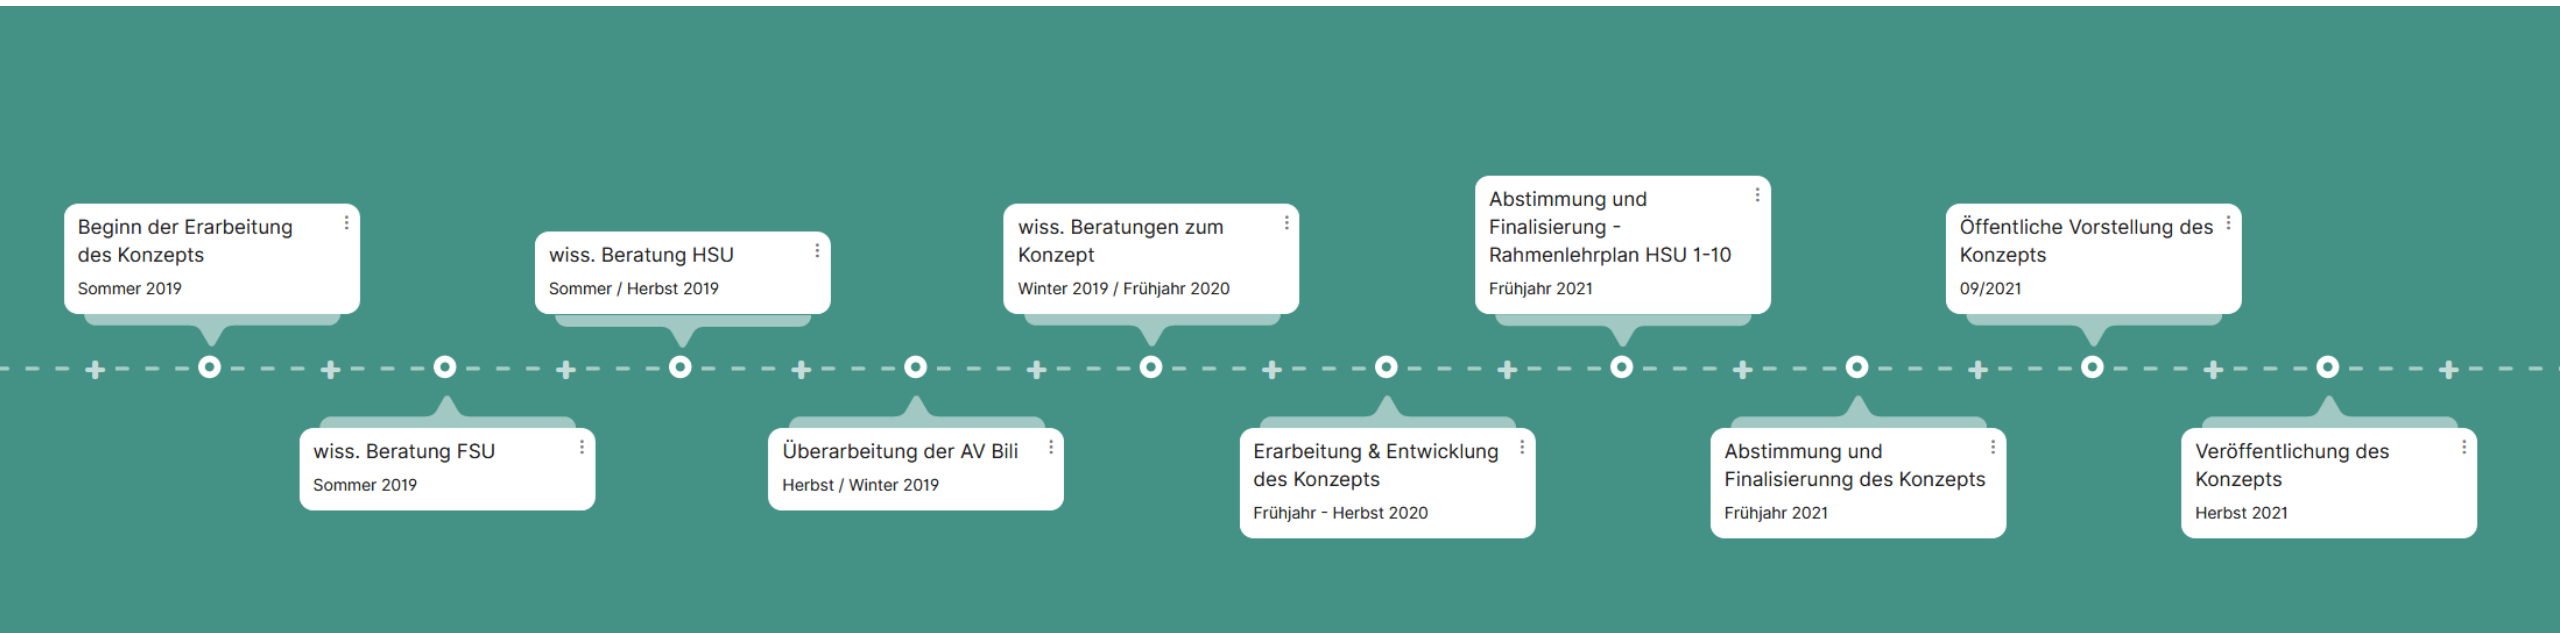 Beginn der Erarbeitung
des Konzepts
Sommer 2019
wiss. Beratung FSU
Sommer 2019
wiss. Beratung HSU
Sommer / Herbst 2019
Überarbeitung der AV Bili
Herbst / Winter 2019
wiss. Beratungen zum
Konzept
Winter 2019 / Frühjahr 2020
Erarbeitung & Entwicklung
des Konzepts
Frühjahr - Herbst 2020
Abstimmung und
Finalisierung -
Rahmenlehrplan HSU 1-10
Frühjahr 2021
Abstimmung und
Finalisierunng des Konzepts
Frühjahr 2021
Öffentliche Vorstellung des
Konzepts
09/2021
Veröffentlichung des
Konzepts
Herbst 2021